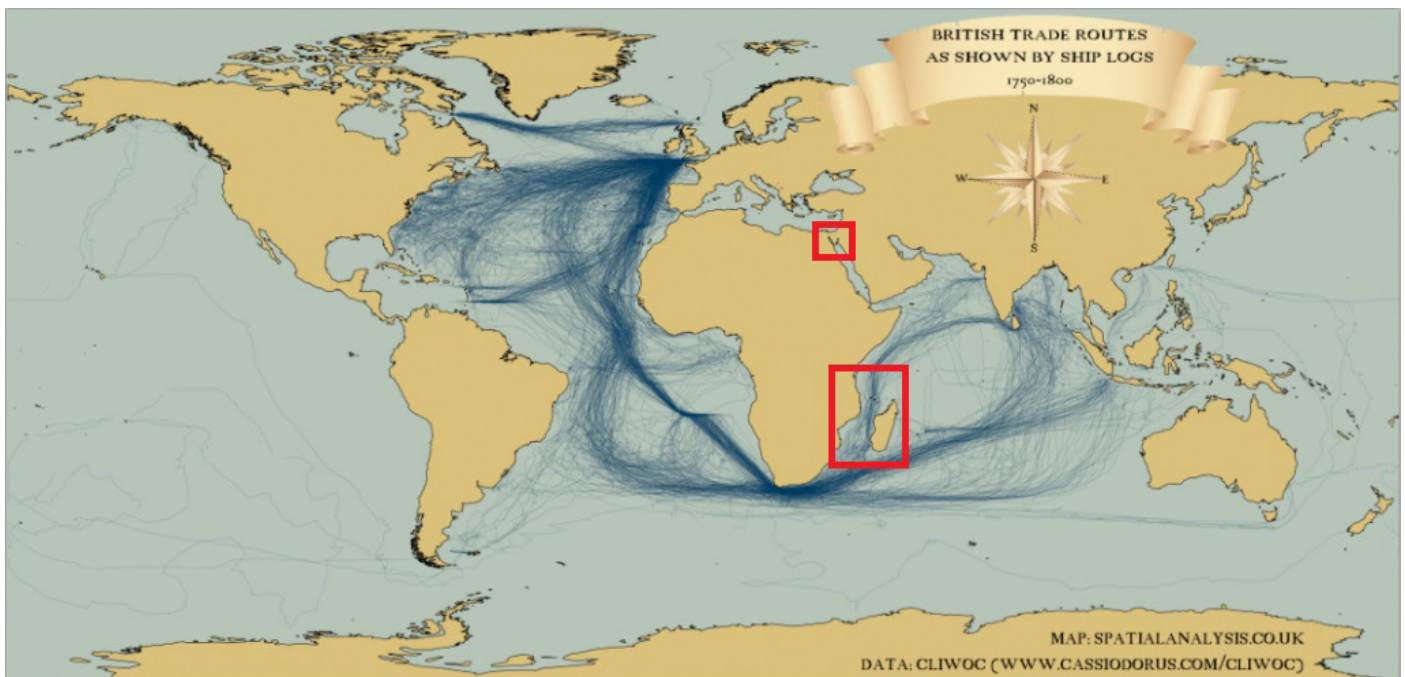 BRITISH TRADE ROUTES
AS SHOWN BY SHIP LOGS
1750-1800
N
W
E
S
MAP: SPATIALANALYSIS.CO.UK
DATA: CLIWOC (WWW.CASSIODORUS.COM/CLIWOC)